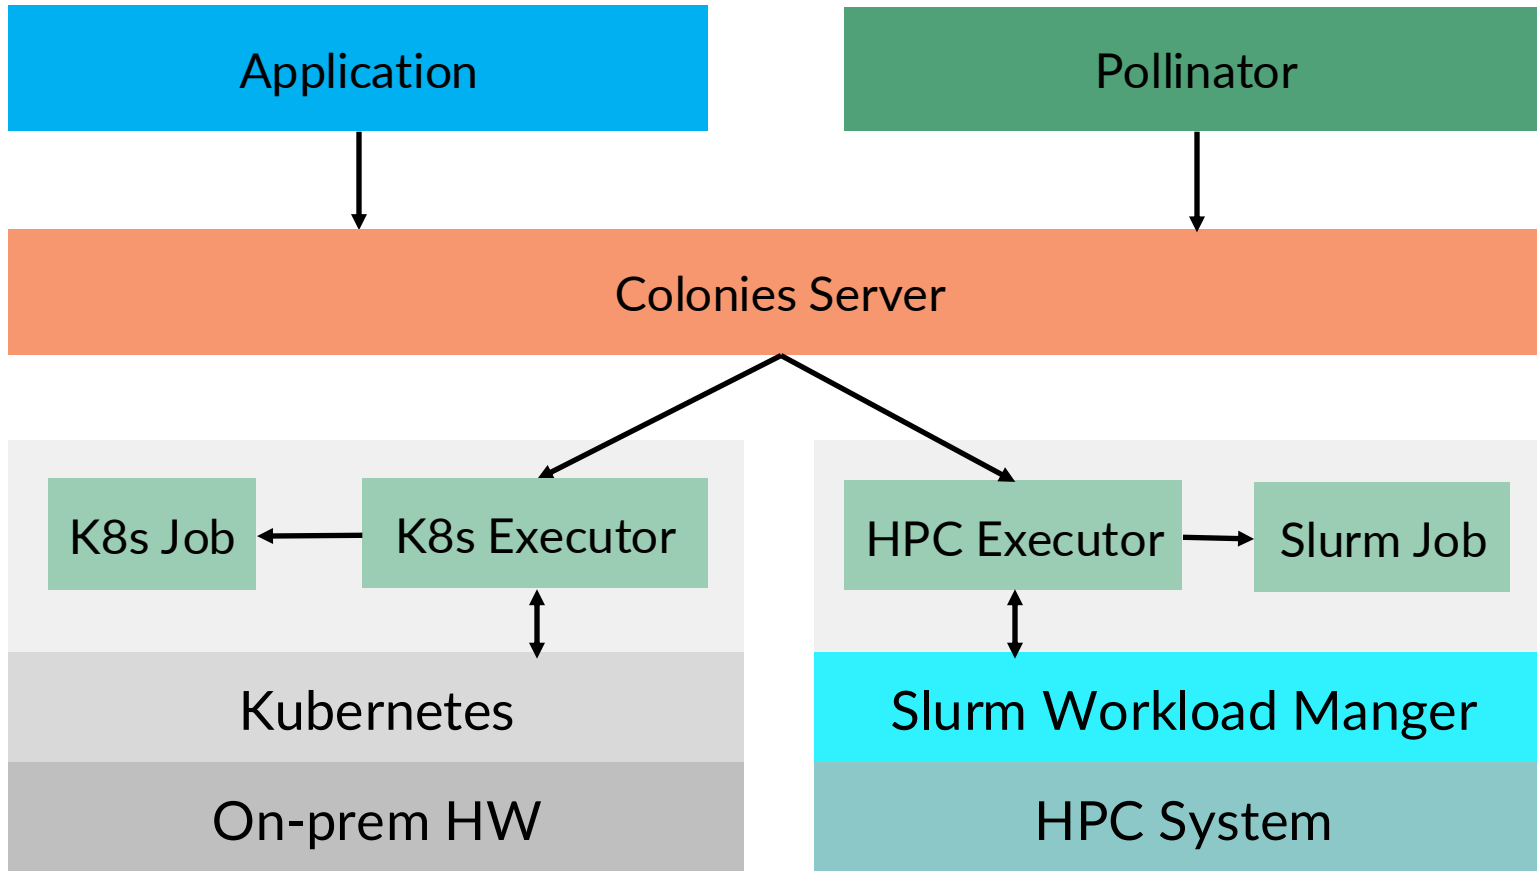 Application
Pollinator
Colonies Server
K8s Job
K8s Executor
HPC Executor
Slurm Job
Kubernetes
Slurm Workload Manger
On-prem HW
HPC System